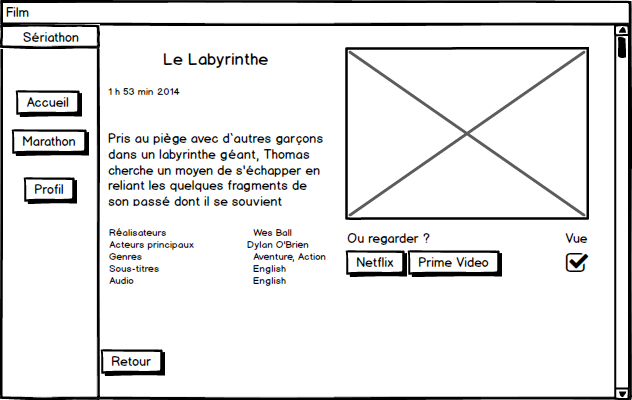 Film
Sériathon
Accueil
Marathon
Profil
Le Labyrinthe
1 h 53 min 2014
Pris au piège avec d`autres garçons
dans un labyrinthe géant, Thomas
cherche un moyen de s'échapper en
reliant les quelques fragments de
son passé dont il se souvient
Réalisateurs Wes Ball
Acteurs principaux Dylan O'Brien
Genres Aventure, Action
Sous-titres English
Audio English
Retour
Ou regarder ? Vue
Netflix Prime Video